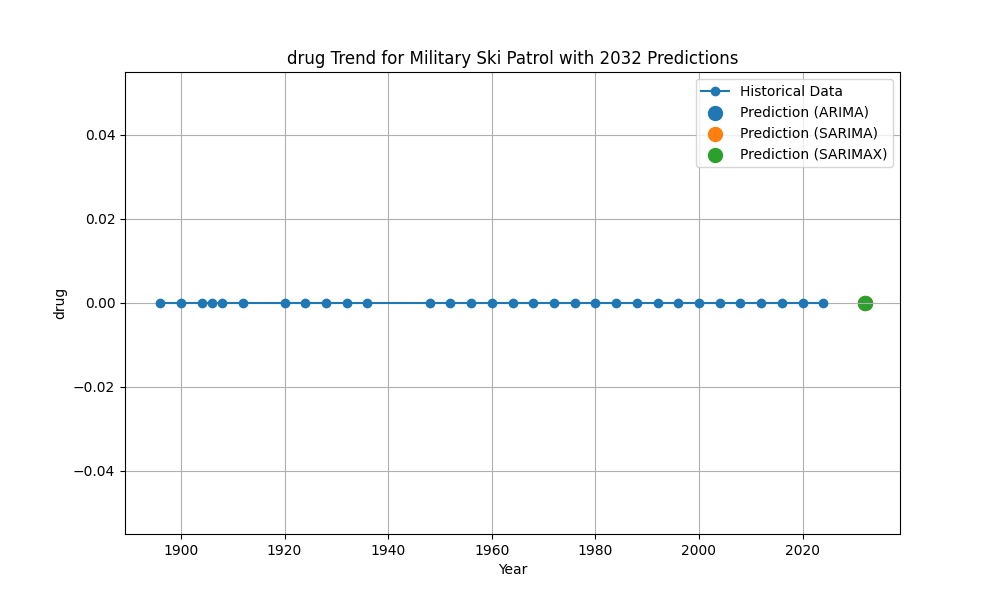 drug Trend for Military Ski Patrol with 2032 Predictions
Historical Data
Prediction (ARIMA)
Prediction (SARIMA)
Prediction (SARIMAX)
0.04
0.02
0.00
−0.02
−0.04
drug
1900 1920 1940 1960 1980 2000 2020
Year